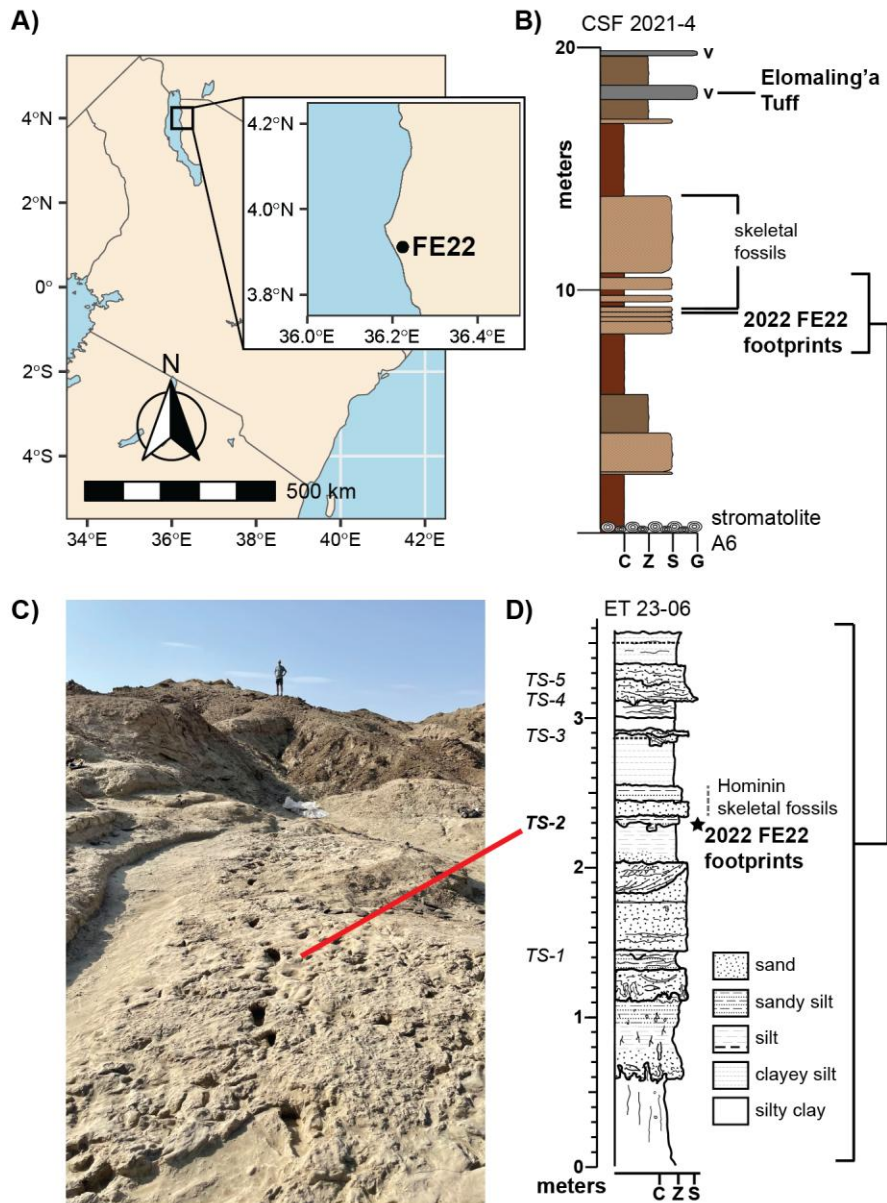 A)
4°N
2°N
0°
2°S
4°S
34°E
36°E
38°E
40°E
42°E
N
500 km
4.2°N
4.0°N
3.8°N
36.0°E
36.2°E
36.4°E
FE22
B)
CSF 2021-4
20
10
meters
v
v
Elomaling'a
Tuff
skeletal
fossils
2022 FE22
footprints
stromatolite
A6
C Z S G
C)
D)
ET 23-06
TS-5
TS-4
3
TS-3
TS-2
2
TS-1
1
0
meters
C Z S
Hominin
skeletal fossils
2022 FE22
footprints
sand
sandy silt
silt
clayey silt
silty clay